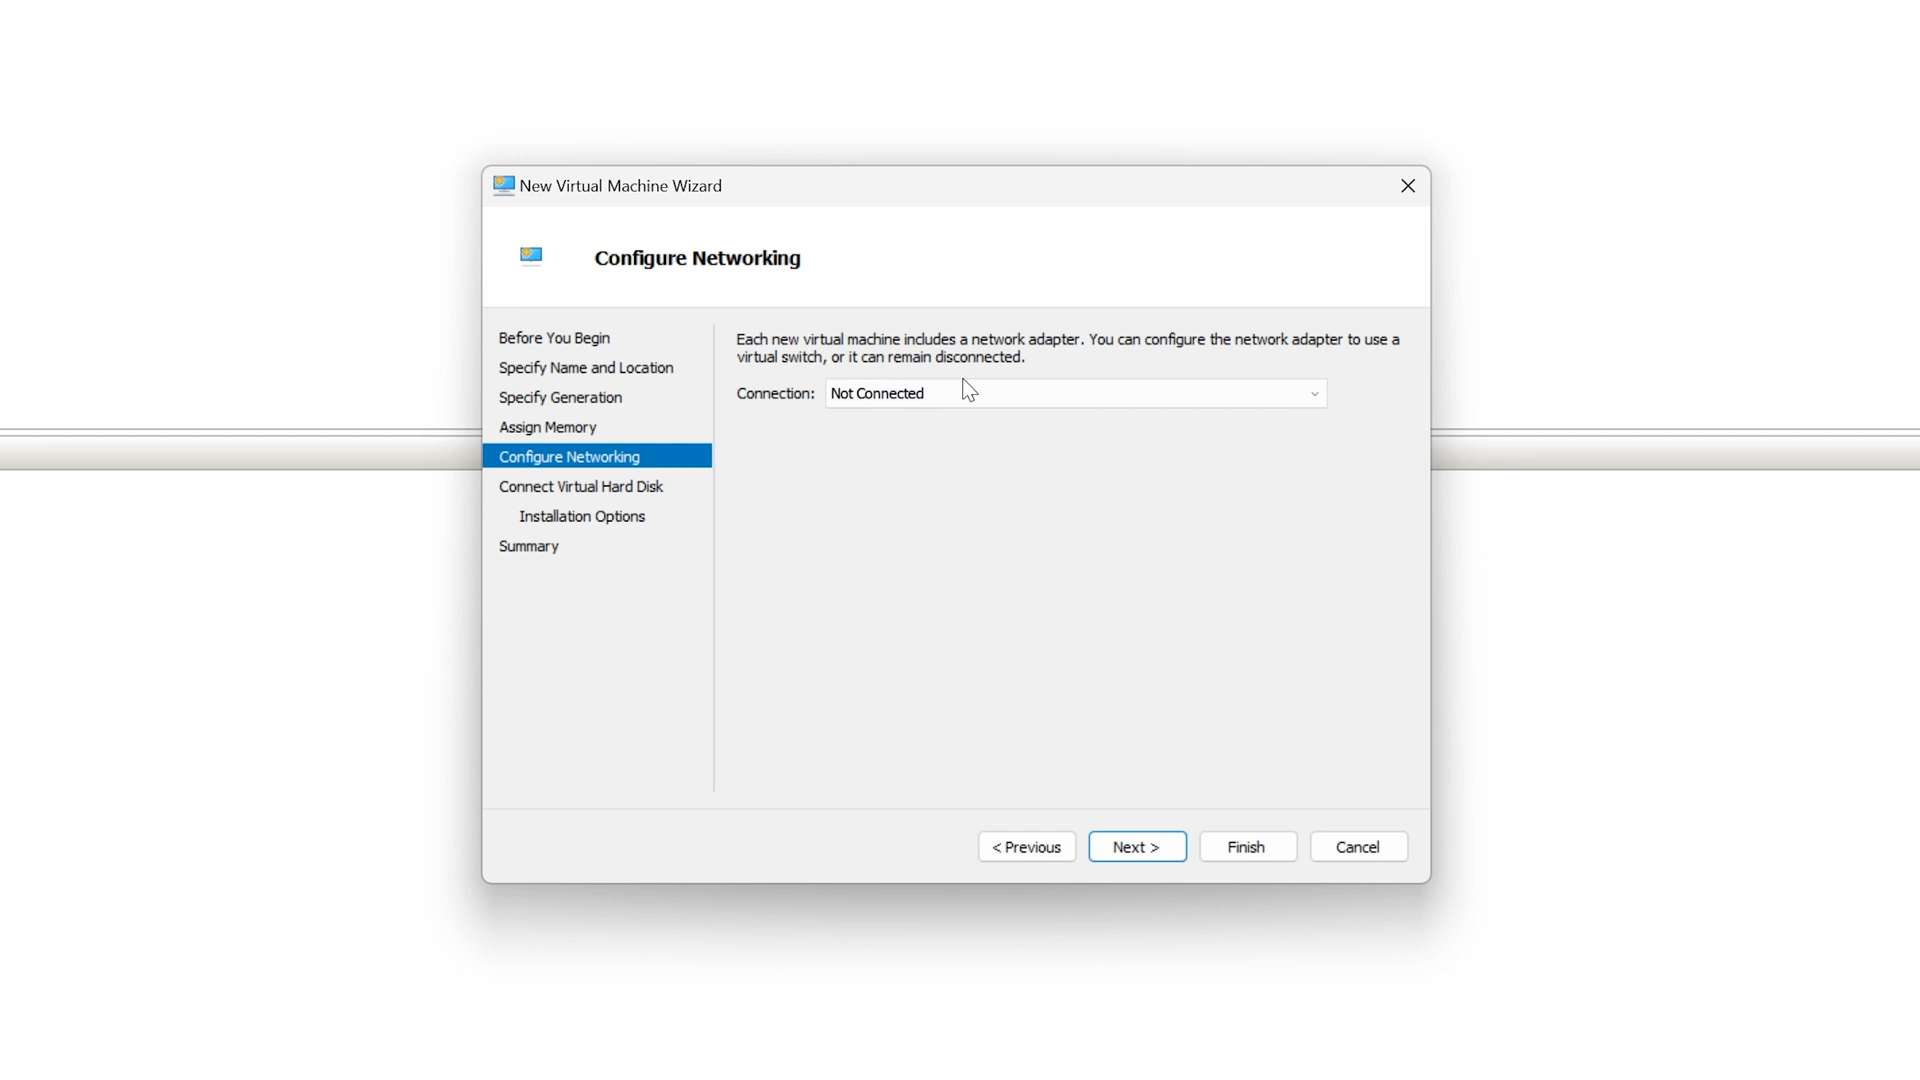 New Virtual Machine Wizard
Configure Networking
Before You Begin
Specify Name and Location
Specify Generation
Assign Memory
Configure Networking
Connect Virtual Hard Disk
Installation Options
Summary
Each new virtual machine includes a network adapter. You can configure the network adapter to use a
virtual switch, or it can remain disconnected.
Connection: Not Connected
< Previous Next > Finish Cancel